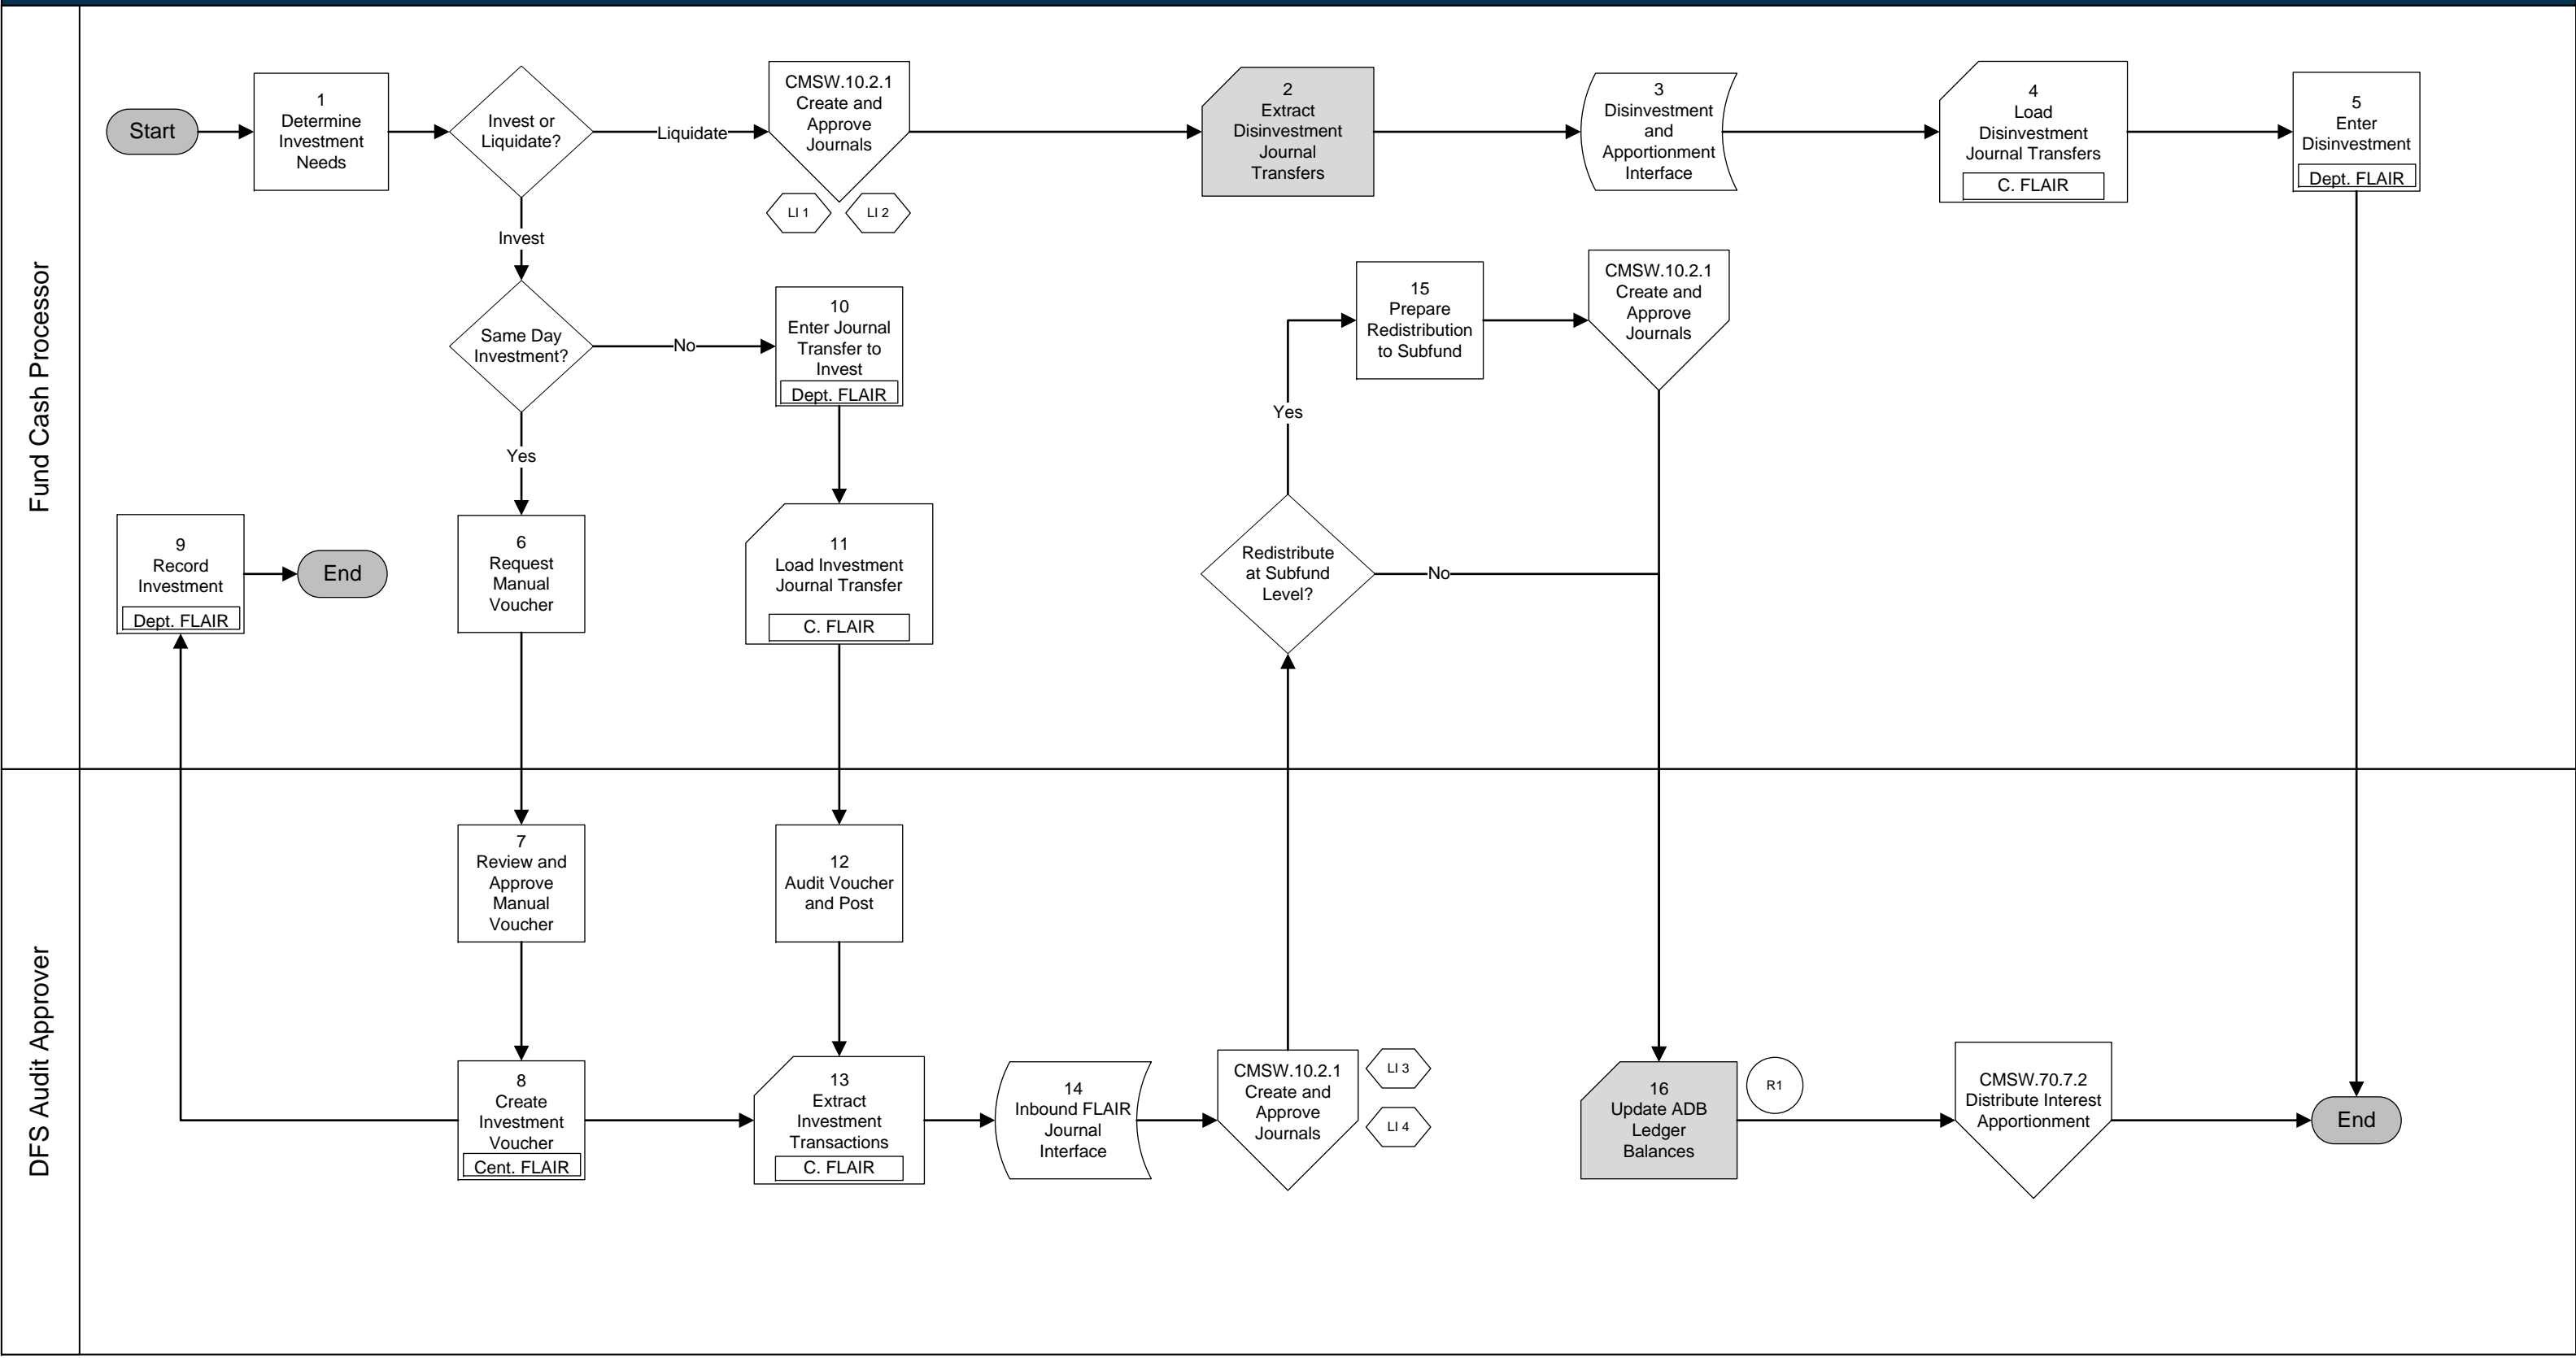 Fund Cash Processor
Start
1
Determine
Investment
Needs
Invest or
Liquidate?
Liquidate
CMSW.10.2.1
Create and
Approve
Journals
LI 1
LI 2
2
Extract
Disinvestment
Journal
Transfers
3
Disinvestment
and
Apportionment
Interface
4
Load
Disinvestment
Journal Transfers
C. FLAIR
5
Enter
Disinvestment
Dept. FLAIR
Invest
Same Day
Investment?
No
10
Enter Journal
Transfer to
Invest
Dept. FLAIR
15
Prepare
Redistribution
to Subfund
CMSW.10.2.1
Create and
Approve
Journals
Yes
Yes
9
Record
Investment
Dept. FLAIR
End
6
Request
Manual
Voucher
11
Load Investment
Journal Transfer
C. FLAIR
Redistribute
at Subfund
Level?
No
DFS Audit Approver
7
Review and
Approve
Manual
Voucher
12
Audit Voucher
and Post
8
Create
Investment
Voucher
Cent. FLAIR
13
Extract
Investment
Transactions
C. FLAIR
14
Inbound FLAIR
Journal
Interface
CMSW.10.2.1
Create and
Approve
Journals
LI 3
LI 4
16
Update ADB
Ledger
Balances
R1
CMSW.70.7.2
Distribute Interest
Apportionment
End